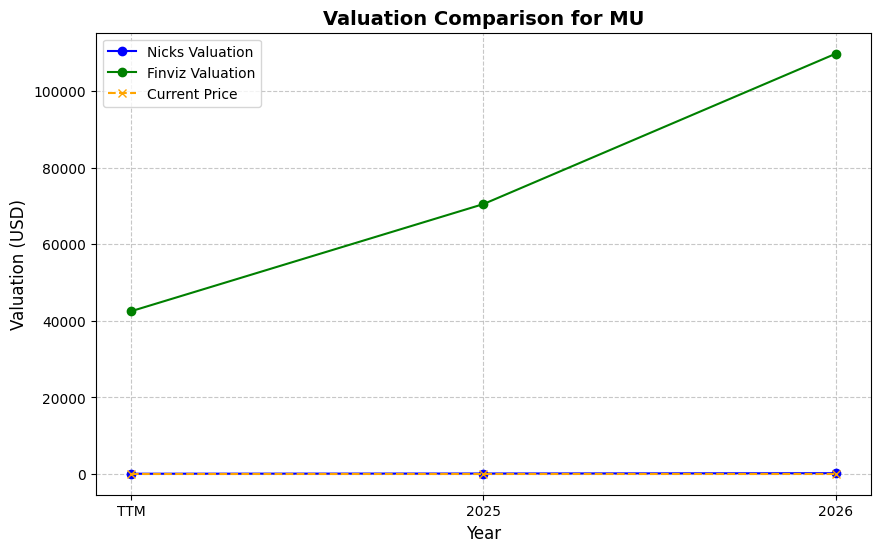 Valuation Comparison for MU
Nicks Valuation
Finviz Valuation
Current Price
Valuation (USD)
100000
80000
60000
40000
20000
0
TTM
2025
2026
Year